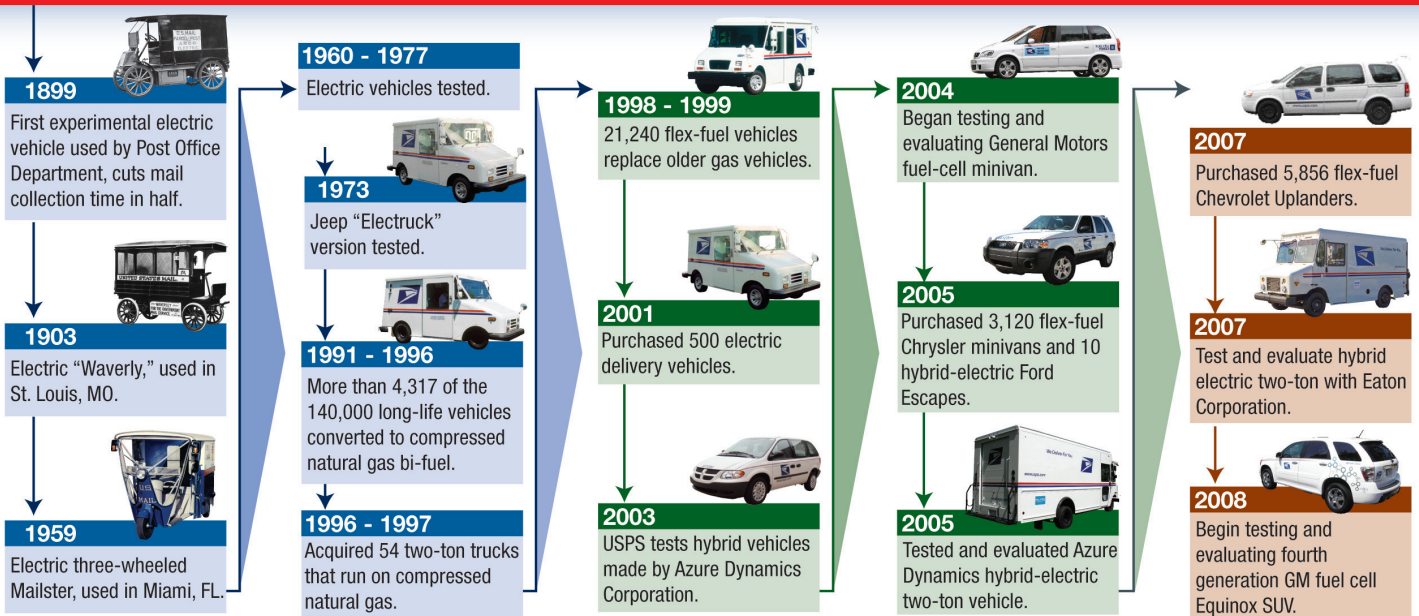 1899
First experimental electric
vehicle used by Post Office
Department, cuts mail
collection time in half.
UNITED STATES MAIL
1903
Electric “Waverly,” used in
St. Louis, MO.
U S
MAIL
1959
Electric three-wheeled
Mailster, used in Miami, FL.
1960 - 1977
Electric vehicles tested.
1973
Jeep “Electruck”
version tested.
1991 - 1996
More than 4,317 of the
140,000 long-life vehicles
converted to compressed
natural gas bi-fuel.
1996 - 1997
Acquired 54 two-ton trucks
that run on compressed
natural gas.
1998 - 1999
21,240 flex-fuel vehicles
replace older gas vehicles.
2001
Purchased 500 electric
delivery vehicles.
2003
USPS tests hybrid vehicles
made by Azure Dynamics
Corporation.
2004
Began testing and
evaluating General Motors
fuel-cell minivan.
2005
Purchased 3,120 flex-fuel
Chrysler minivans and 10
hybrid-electric Ford
Escapes.
We Deliver For You
2005
Tested and evaluated Azure
Dynamics hybrid-electric
two-ton vehicle.
2007
Purchased 5,856 flex-fuel
Chevrolet Uplanders.
2007
Test and evaluate hybrid
electric two-ton with Eaton
Corporation.
2008
Begin testing and
evaluating fourth
generation GM fuel cell
Equinox SUV.